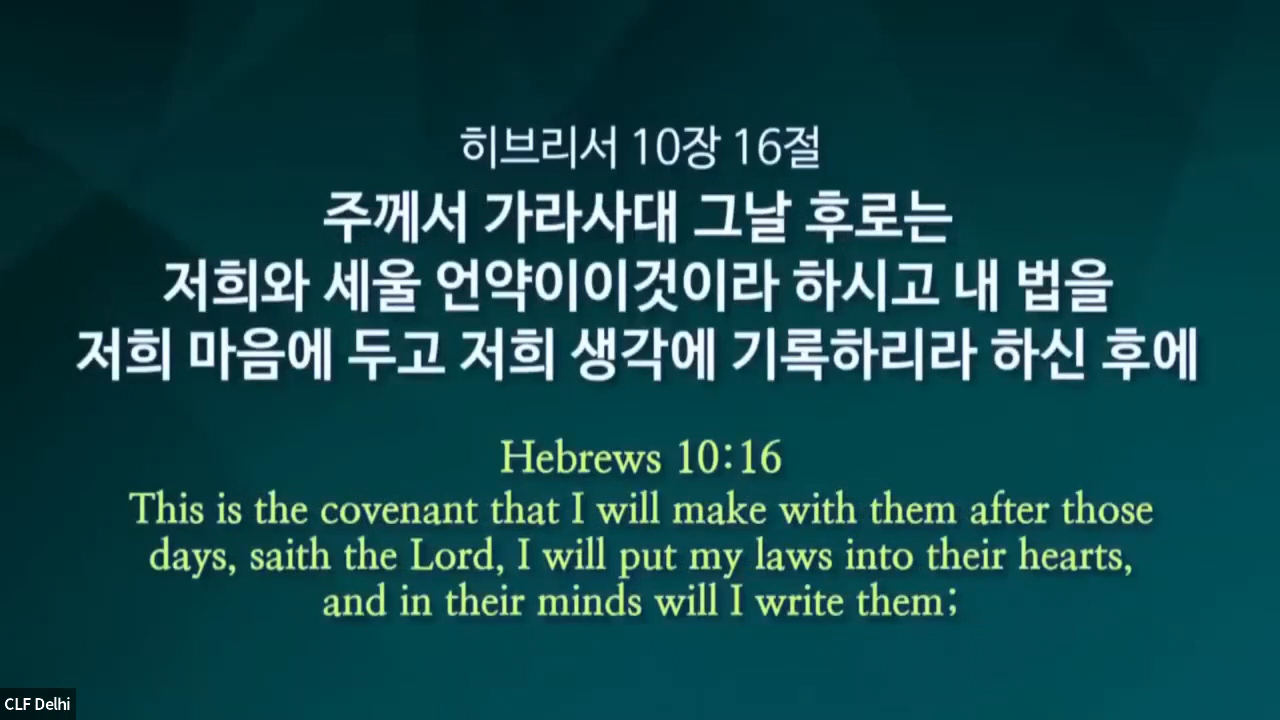 히브리서 10장 16절
주께서 가라사대 그날 후로는
저희와 세울 언약이이것이라 하시고 내 법을
저희 마음에 두고 저희 생각에 기록하리라 하신 후에
Hebrews 10:16
This is the covenant that I will make with them after those
days, saith the Lord, I will put my laws into their hearts,
and in their minds will I write them;
CLF Delhi